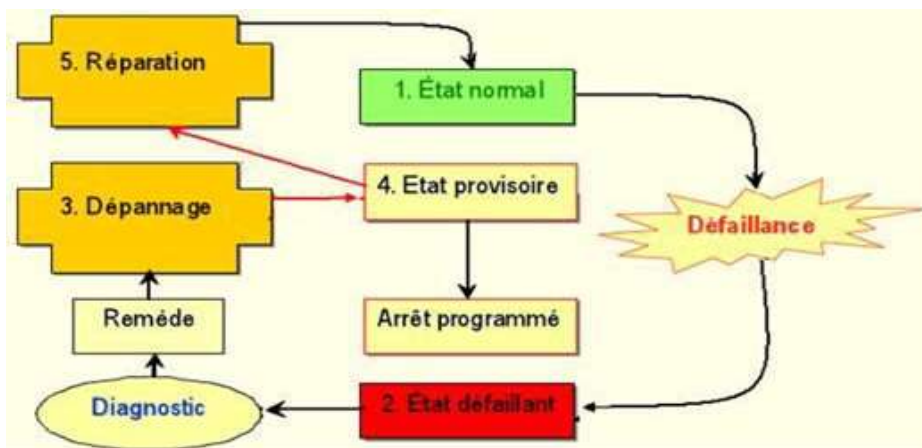 5. Réparation
1. État normal
3. Dépannage
4. Etat provisoire
Défaillance
Reméde
Arrêt programmé
Diagnostic
2. État défaillant